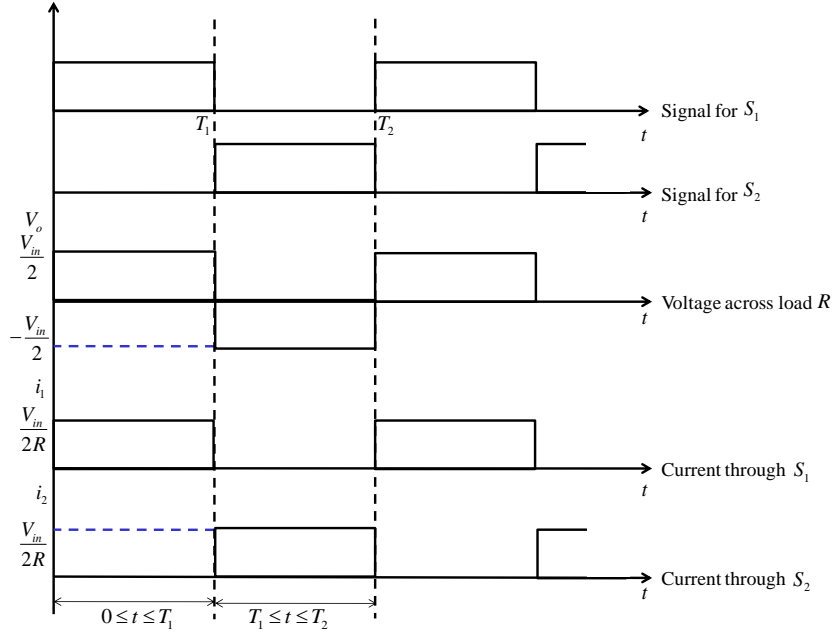 Signal for S₁
T₁
T₂
t
Signal for S₂
t
Vₒ
Vᵢₙ/2
Voltage across load R
t
−Vᵢₙ/2
i₁
Vᵢₙ/2R
Current through S₁
t
i₂
Vᵢₙ/2R
Current through S₂
t
0 ≤ t ≤ T₁
T₁ ≤ t ≤ T₂